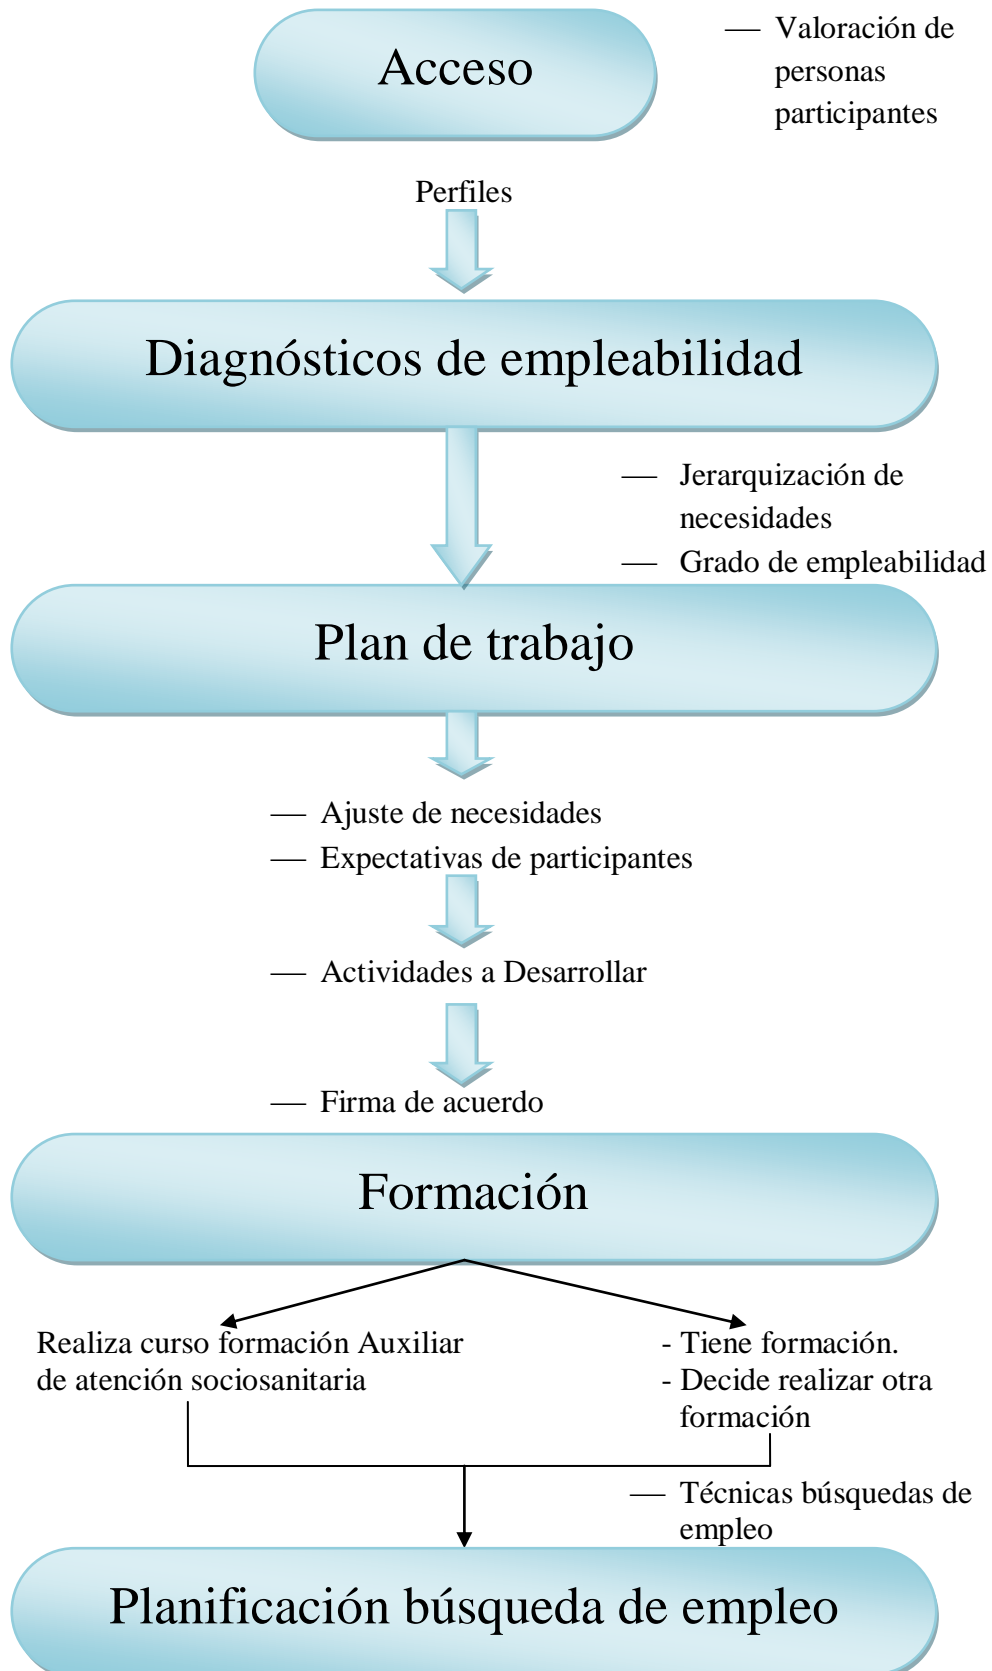 Acceso
— Valoración de
personas
participantes
Perfiles
Diagnósticos de empleabilidad
— Jerarquización de
necesidades
— Grado de empleabilidad
Plan de trabajo
— Ajuste de necesidades
— Expectativas de participantes
— Actividades a Desarrollar
— Firma de acuerdo
Formación
Realiza curso formación Auxiliar
de atención sociosanitaria
- Tiene formación.
- Decide realizar otra
formación
— Técnicas búsquedas de
empleo
Planificación búsqueda de empleo